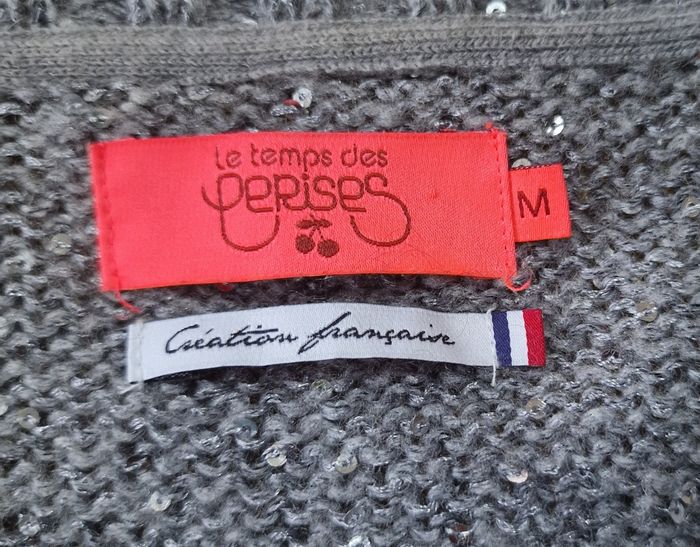 Le temps des
CERISES
M
Création française